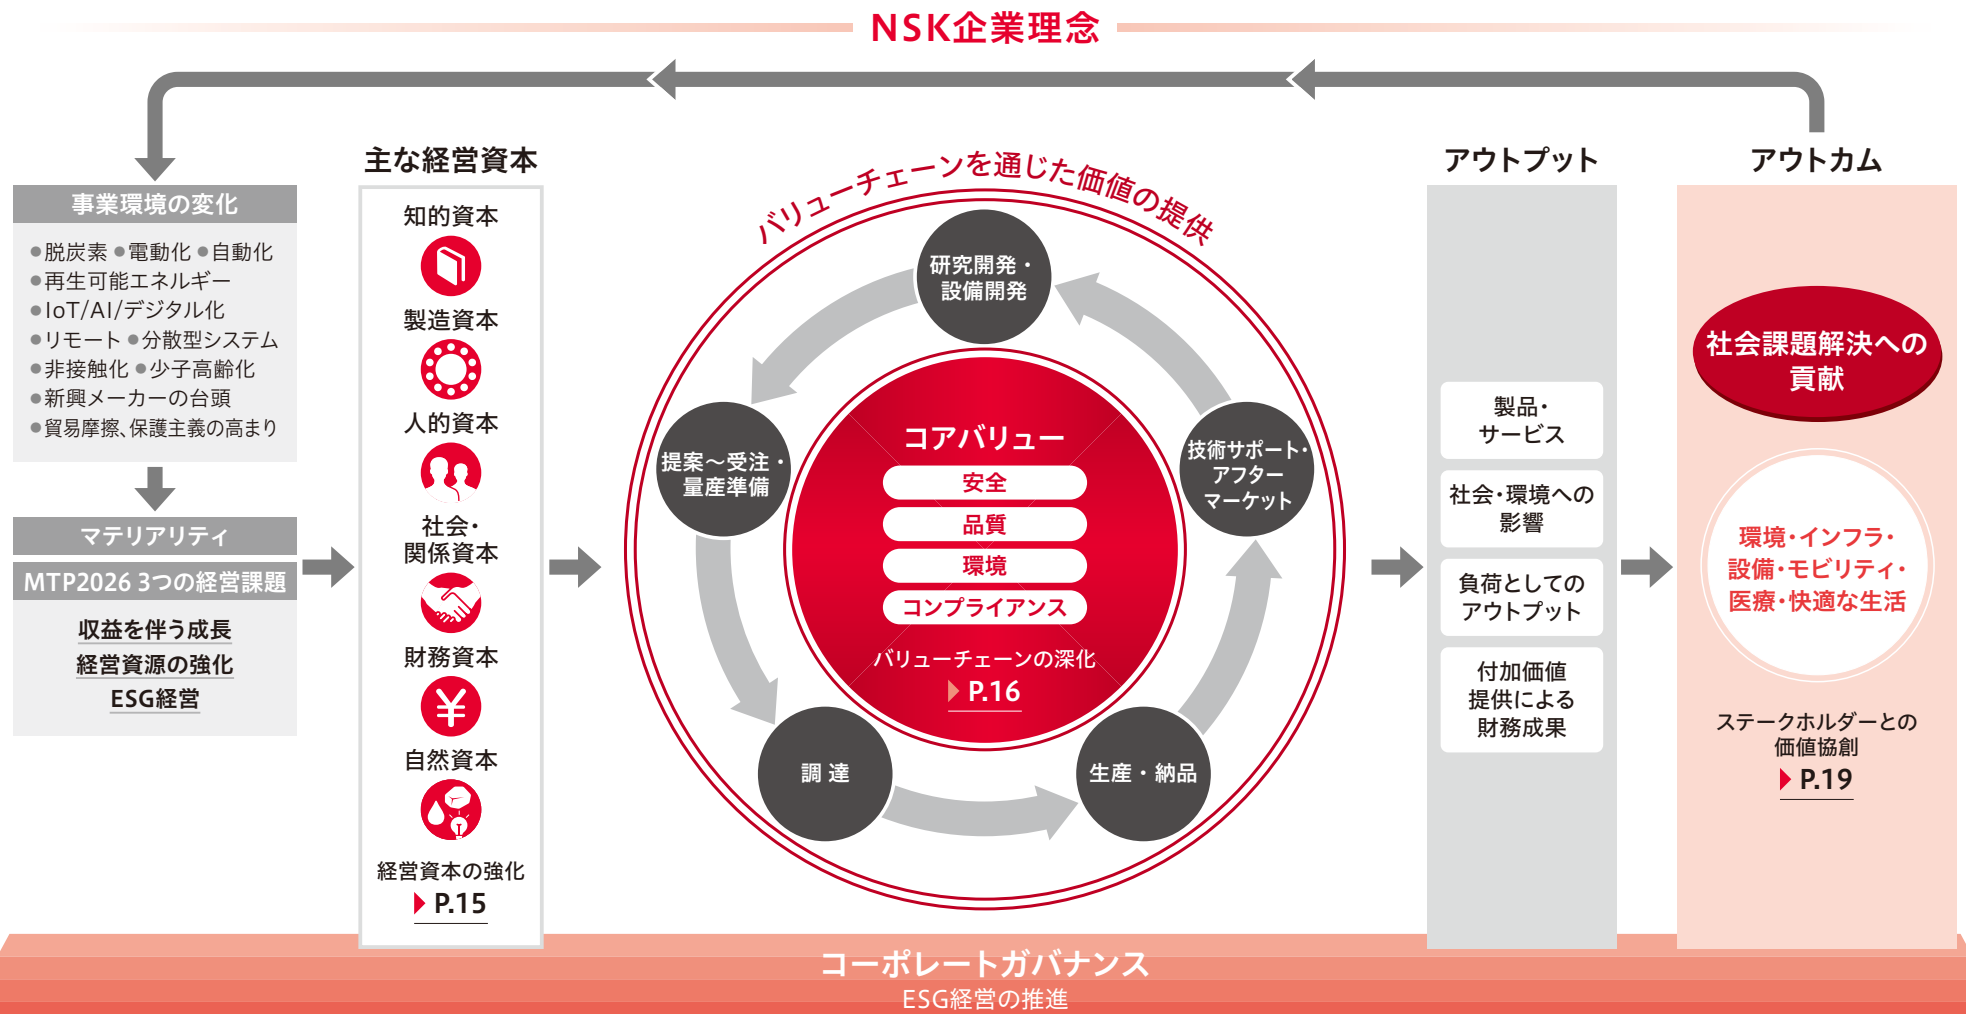 NSK企業理念
事業環境の変化
●脱炭素 ●電動化 ●自動化
●再生可能エネルギー
●IoT/AI/デジタル化
●リモート ●分散型システム
●非接触化 ●少子高齢化
●新興メーカーの台頭
●貿易摩擦、保護主義の高まり
マテリアリティ
MTP2026 3つの経営課題
収益を伴う成長
経営資源の強化
ESG経営
主な経営資本
知的資本
製造資本
人的資本
社会・
関係資本
財務資本
¥
自然資本
経営資本の強化
P.15
バリューチェーンを通じた価値の提供
研究開発・
設備開発
提案～受注・
量産準備
調達
生産・納品
技術サポート・
アフター
マーケット
コアバリュー
安全
品質
環境
コンプライアンス
バリューチェーンの深化
P.16
アウトプット
製品・
サービス
社会・環境への
影響
負荷としての
アウトプット
付加価値
提供による
財務成果
アウトカム
社会課題解決への
貢献
環境・インフラ・
設備・モビリティ・
医療・快適な生活
ステークホルダーとの
価値協創
P.19
コーポレートガバナンス
ESG経営の推進